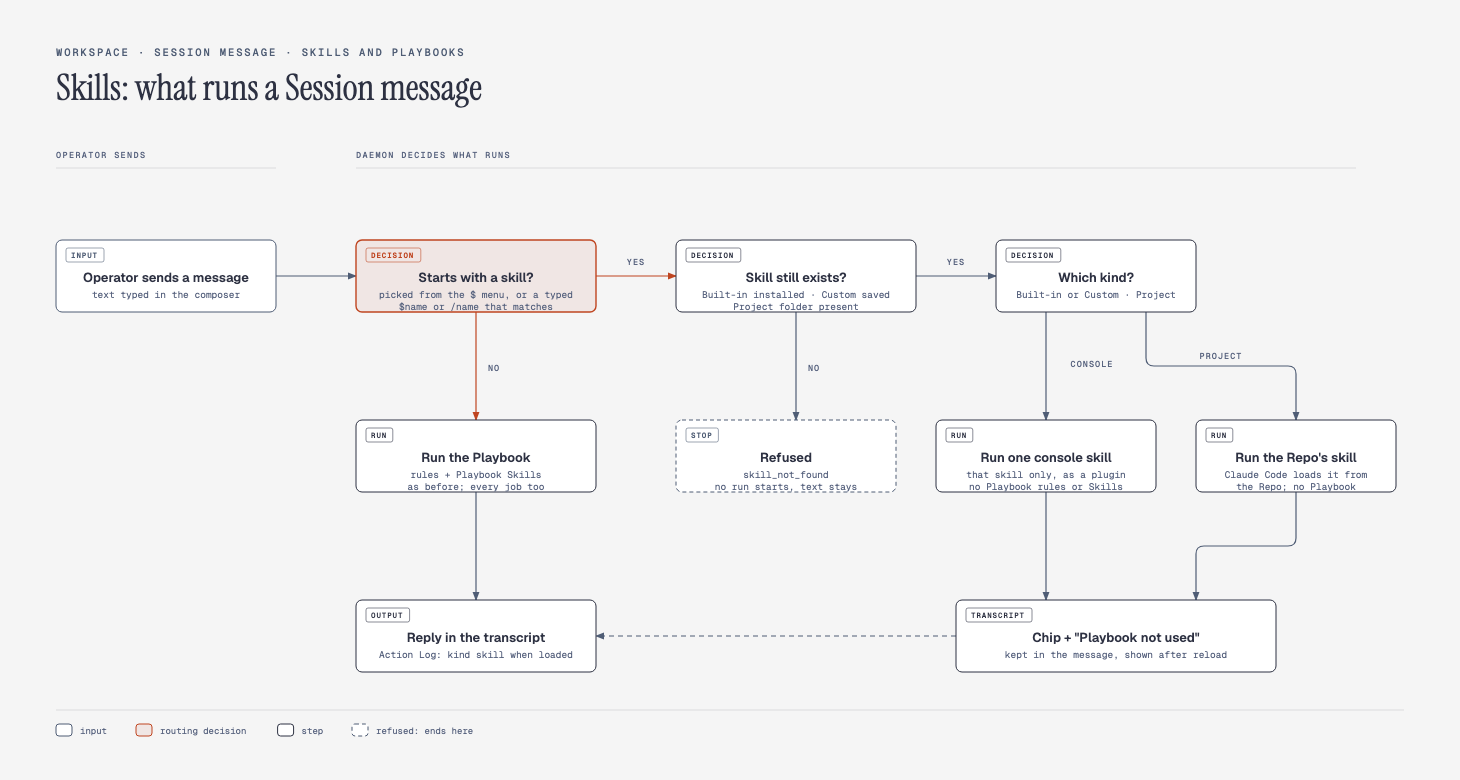 WORKSPACE · SESSION MESSAGE · SKILLS AND PLAYBOOKS
Skills: what runs a Session message
OPERATOR SENDS
DAEMON DECIDES WHAT RUNS
INPUT
Operator sends a message
text typed in the composer
DECISION
Starts with a skill?
picked from the $ menu, or a typed
$name or /name that matches
YES
DECISION
Skill still exists?
Built-in installed · Custom saved
Project folder present
YES
DECISION
Which kind?
Built-in or Custom · Project
NO
NO
CONSOLE
PROJECT
RUN
Run the Playbook
rules + Playbook Skills
as before; every job too
STOP
Refused
skill_not_found
no run starts, text stays
RUN
Run one console skill
that skill only, as a plugin
no Playbook rules or Skills
RUN
Run the Repo's skill
Claude Code loads it from
the Repo; no Playbook
OUTPUT
Reply in the transcript
Action Log: kind skill when loaded
TRANSCRIPT
Chip + "Playbook not used"
kept in the message, shown after reload
input
routing decision
step
refused: ends here